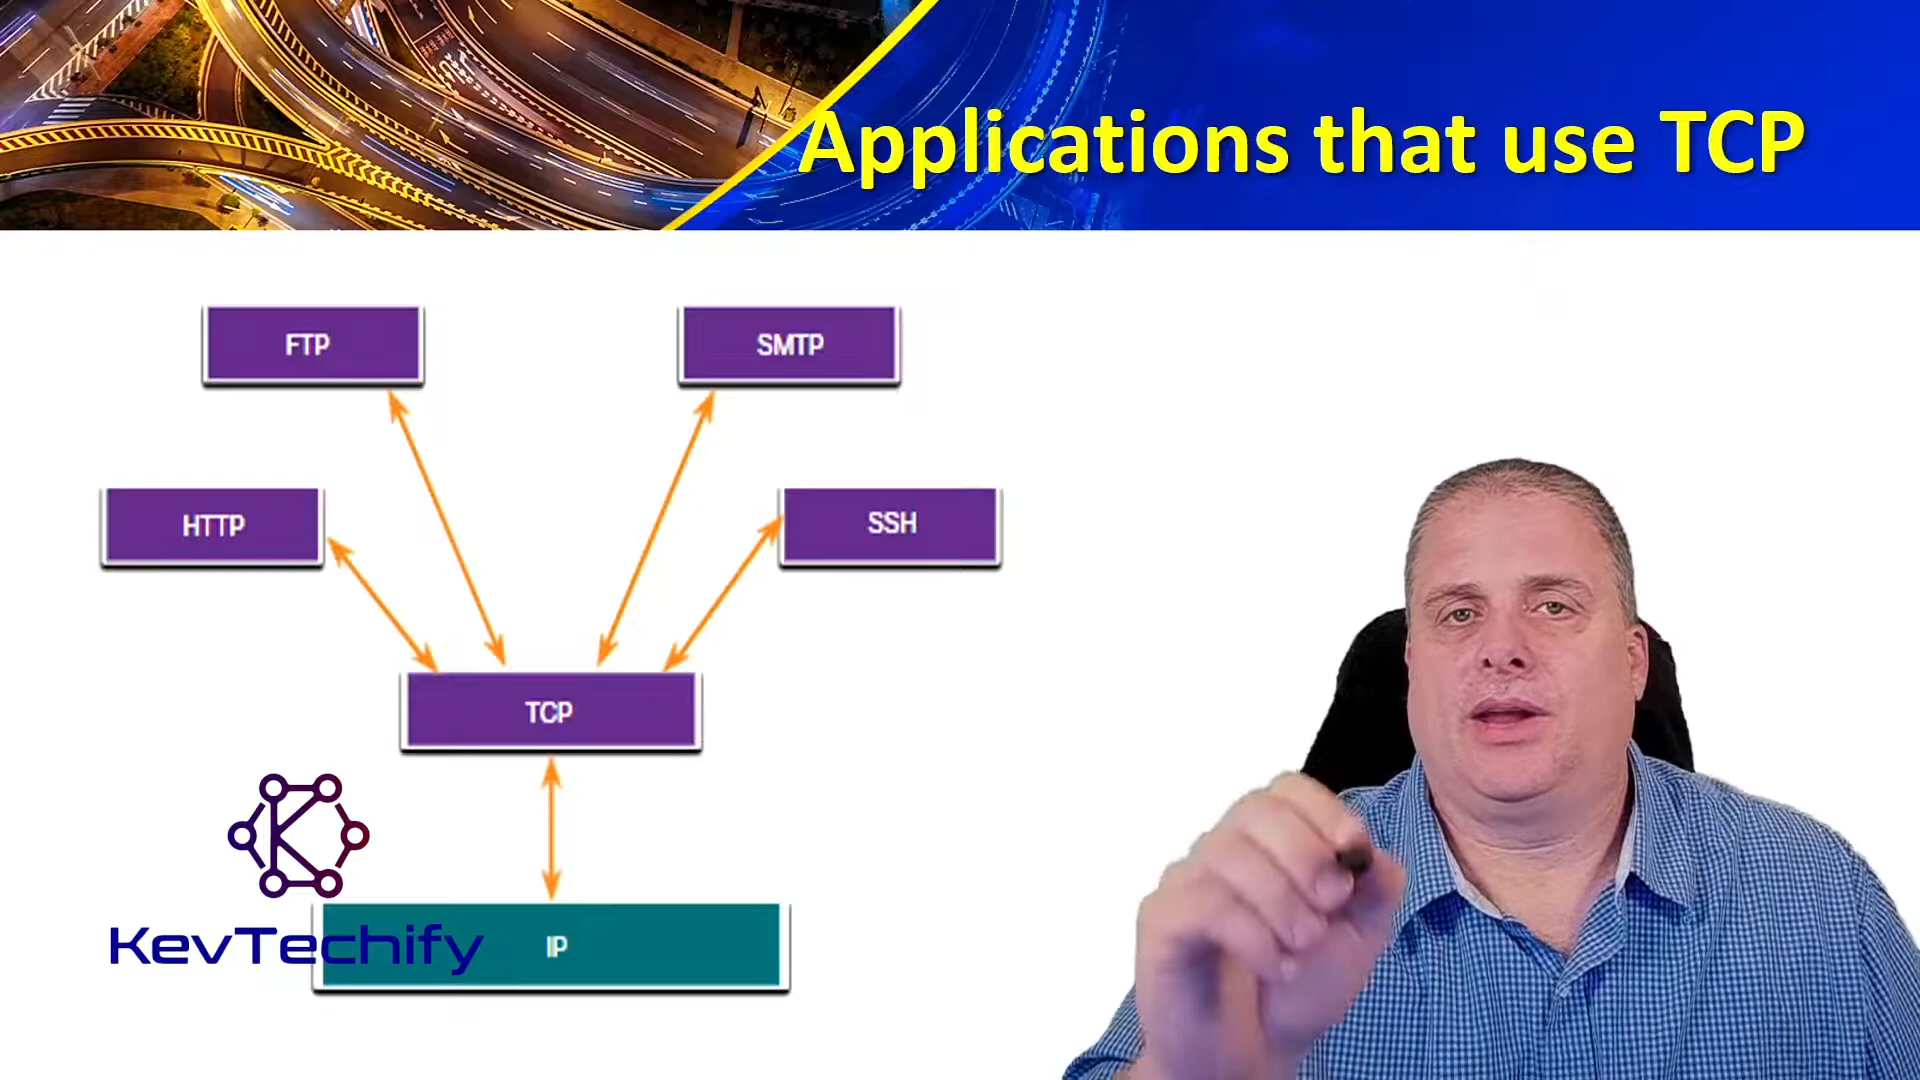 Applications that use TCP
FTP
SMTP
HTTP
SSH
TCP
KevTechify
IP